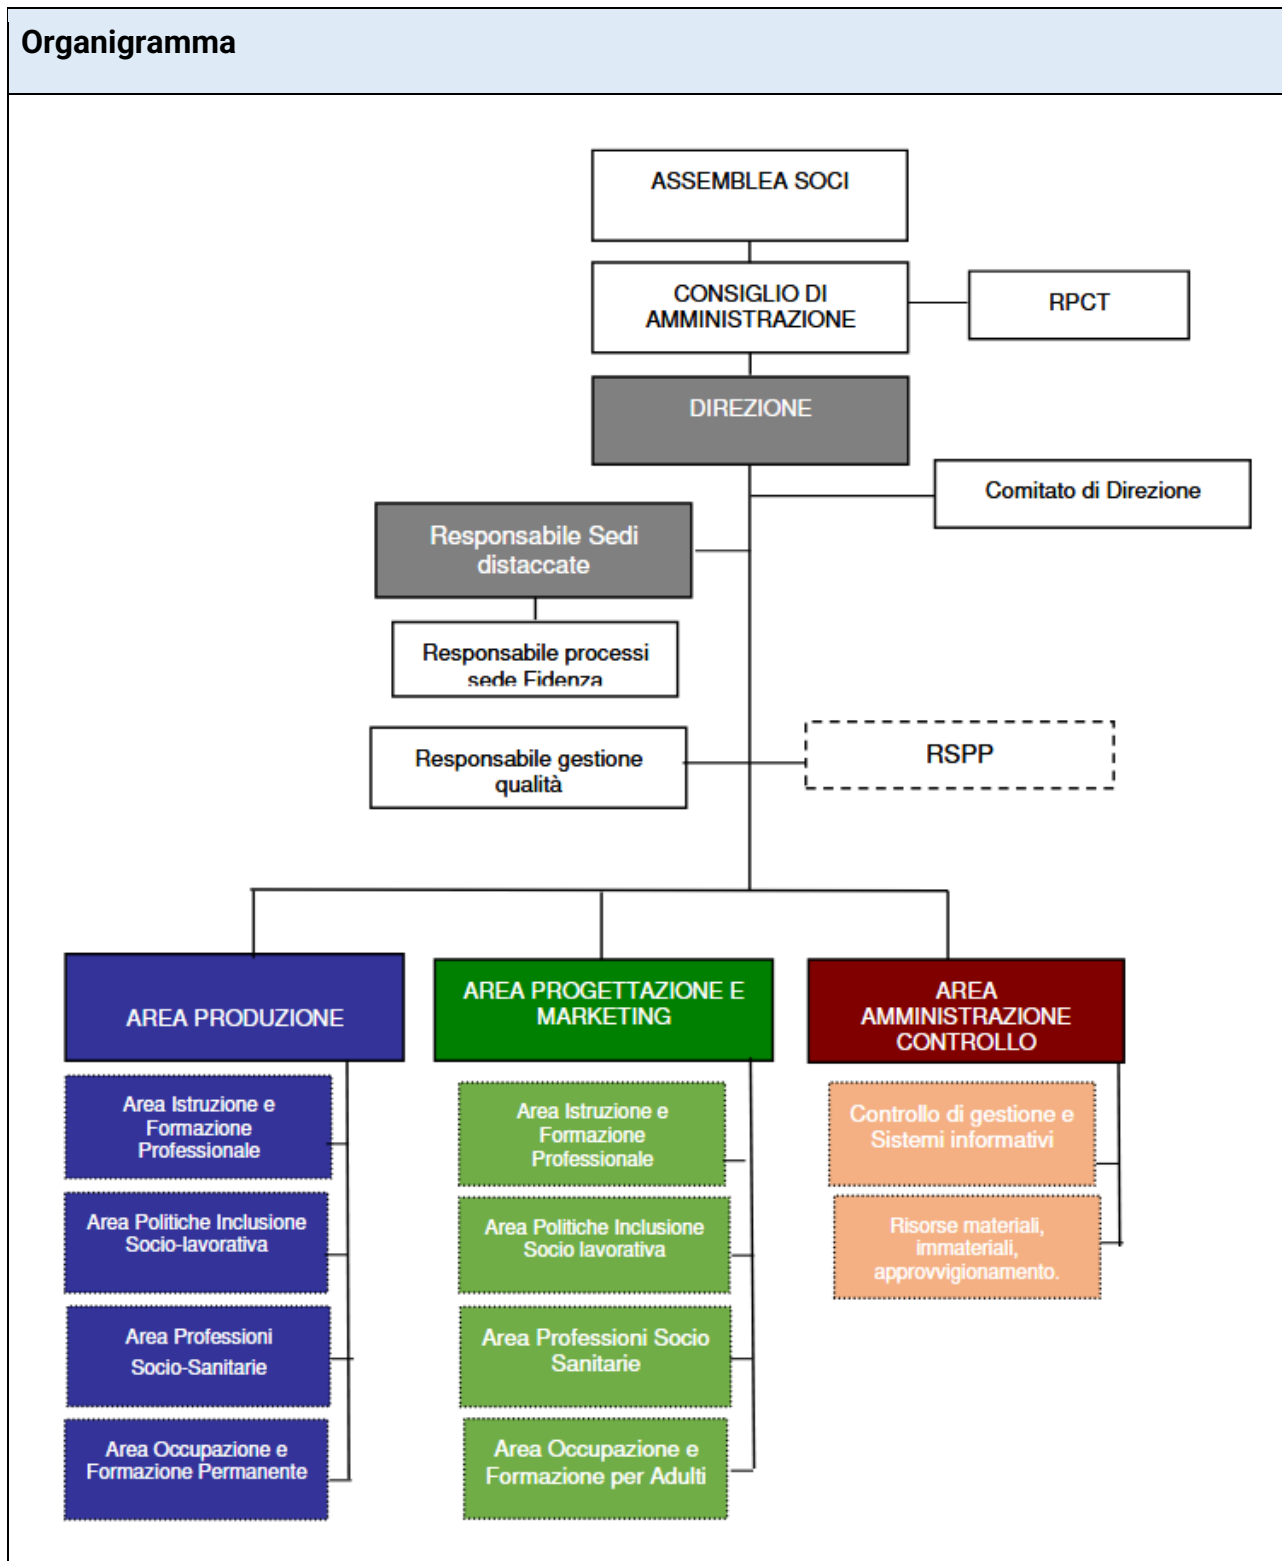 Organigramma
ASSEMBLEA SOCI
CONSIGLIO DI
AMMINISTRAZIONE
RPCT
DIREZIONE
Comitato di Direzione
Responsabile Sedi
distaccate
Responsabile processi
sede Fidenza
Responsabile gestione
qualità
RSPP
AREA PRODUZIONE
Area Istruzione e
Formazione
Professionale
Area Politiche Inclusione
Socio-lavorativa
Area Professioni
Socio-Sanitarie
Area Occupazione e
Formazione Permanente
AREA PROGETTAZIONE E
MARKETING
Area Istruzione e
Formazione
Professionale
Area Politiche Inclusione
Socio lavorativa
Area Professioni Socio
Sanitarie
Area Occupazione e
Formazione per Adulti
AREA
AMMINISTRAZIONE
CONTROLLO
Controllo di gestione e
Sistemi informativi
Risorse materiali,
immateriali,
approvvigionamento.